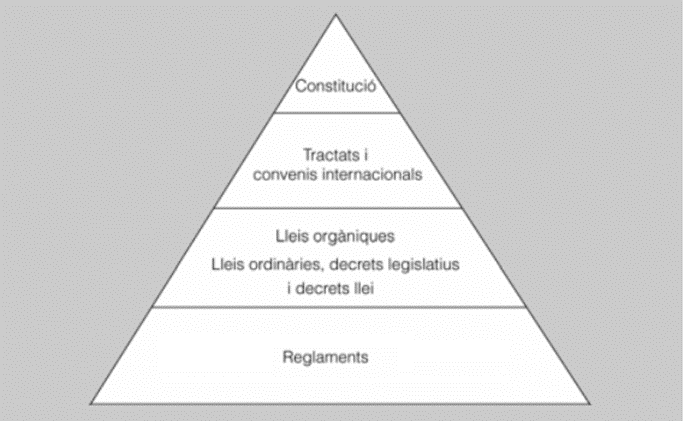 Constitució
Tractats i
convenis internacionals
Lleis orgàniques
Lleis ordinàries, decrets legislatius
i decrets llei
Reglaments